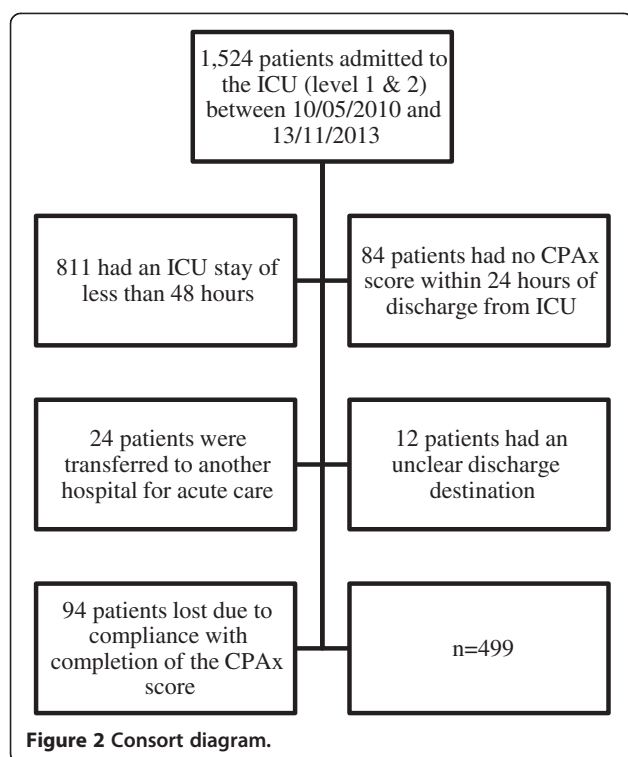 1,524 patients admitted to
the ICU (level 1 & 2)
between 10/05/2010 and
13/11/2013
811 had an ICU stay of
less than 48 hours
84 patients had no CPAx
score within 24 hours of
discharge from ICU
24 patients were
transferred to another
hospital for acute care
12 patients had an
unclear discharge
destination
94 patients lost due to
compliance with
completion of the CPAx
score
n=499
Figure 2 Consort diagram.